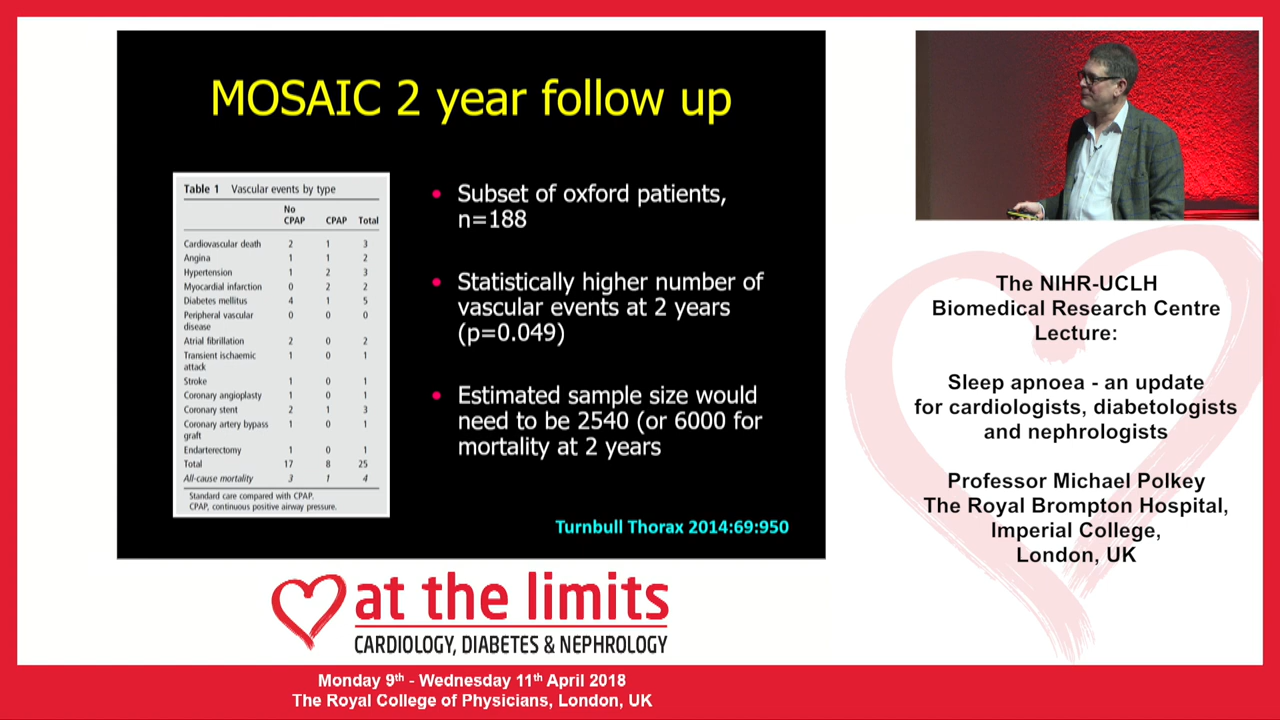 MOSAIC 2 year follow up
Table 1 Vascular events by type
No CPAP CPAP Total
Cardiovascular death 2 1 3
Angina 1 1 2
Hypertension 1 2 3
Myocardial infarction 0 2 2
Diabetes mellitus 4 1 5
Peripheral vascular disease 0 0 0
Atrial fibrillation 2 0 2
Transient ischaemic attack 1 0 1
Stroke 1 0 1
Coronary angioplasty 1 0 1
Coronary stent 2 1 3
Coronary artery bypass graft 1 0 1
Endarterectomy 1 0 1
Total 17 8 25
All-cause mortality 3 1 4
Standard care compared with CPAP.
CPAP, continuous positive airway pressure.
• Subset of oxford patients,
n=188
• Statistically higher number of
vascular events at 2 years
(p=0.049)
• Estimated sample size would
need to be 2540 (or 6000 for
mortality at 2 years
Turnbull Thorax 2014:69:950
The NIHR-UCLH
Biomedical Research Centre
Lecture:
Sleep apnoea - an update
for cardiologists, diabetologists
and nephrologists
Professor Michael Polkey
The Royal Brompton Hospital,
Imperial College,
London, UK
at the limits
CARDIOLOGY, DIABETES & NEPHROLOGY
Monday 9th - Wednesday 11th April 2018
The Royal College of Physicians, London, UK